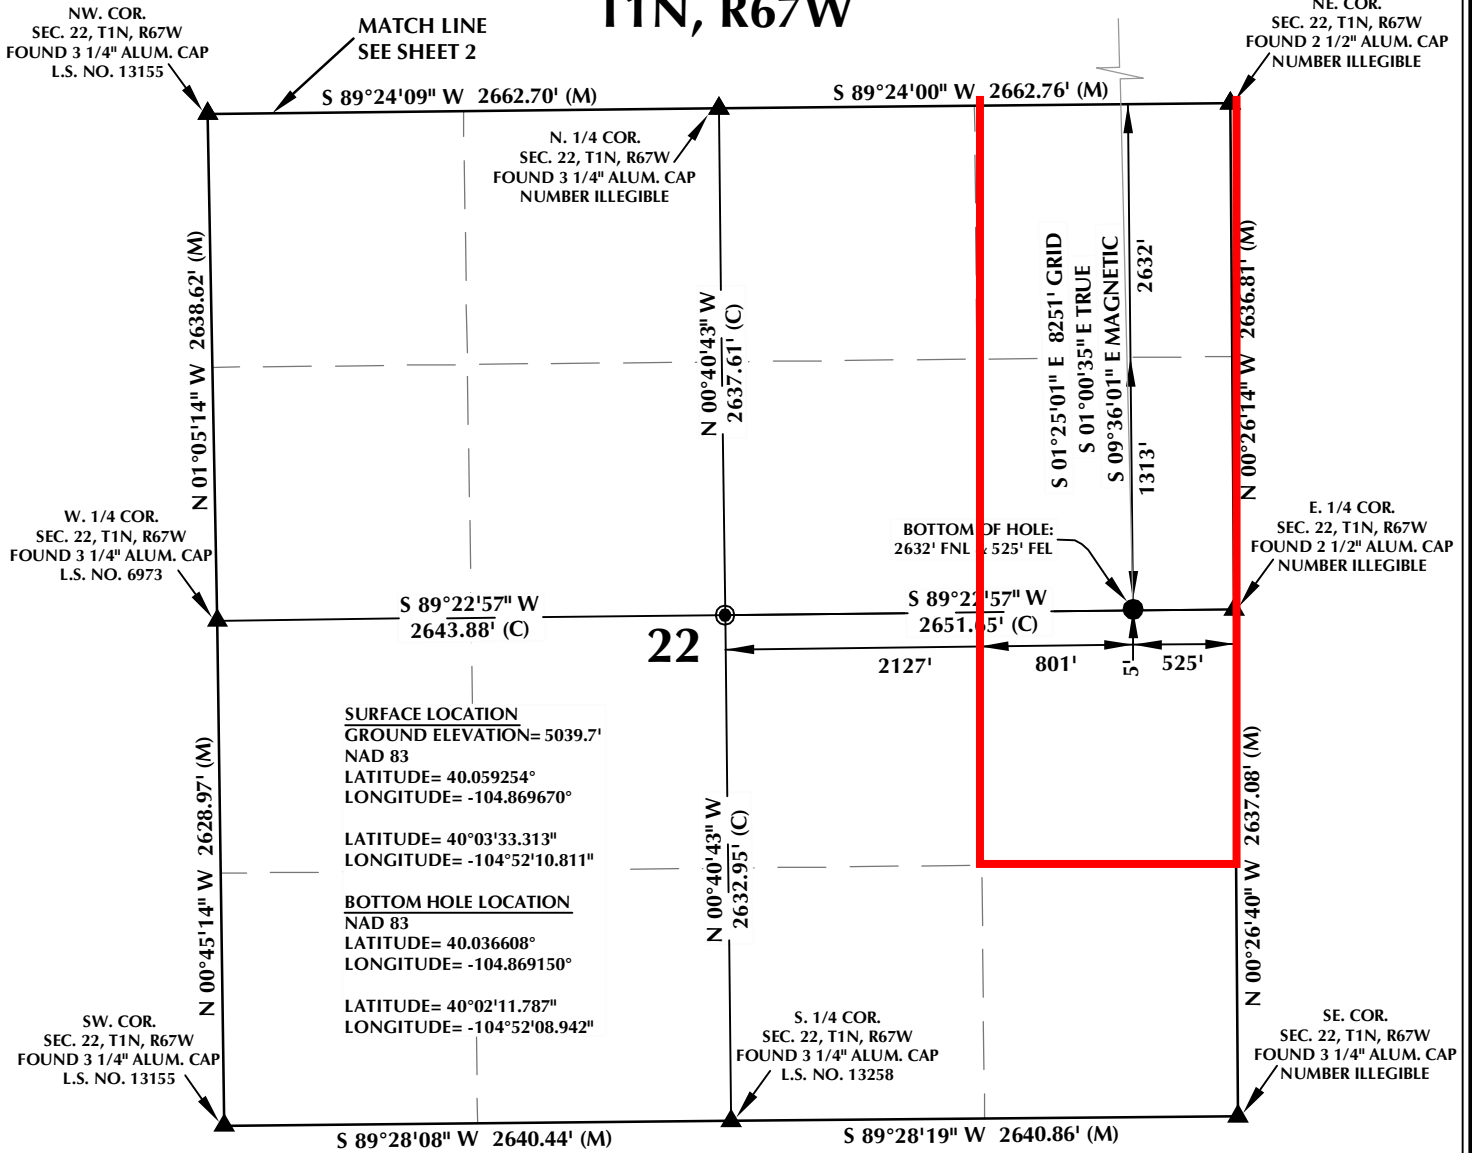 T1N, R67W
NW. COR.
SEC. 22, T1N, R67W
FOUND 3 1/4" ALUM. CAP
L.S. NO. 13155
MATCH LINE
SEE SHEET 2
NE. COR.
SEC. 22, T1N, R67W
FOUND 2 1/2" ALUM. CAP
NUMBER ILLEGIBLE
S 89°24'09" W 2662.70' (M)
S 89°24'00" W 2662.76' (M)
N. 1/4 COR.
SEC. 22, T1N, R67W
FOUND 3 1/4" ALUM. CAP
NUMBER ILLEGIBLE
N 01°05'14" W 2638.62' (M)
N 00°40'43" W
2637.61' (C)
S 01°25'01" E 8251' GRID
S 01°00'35" E TRUE
S 09°36'01" E MAGNETIC
2632'
1313'
N 00°26'14" W 2636.81' (M)
W. 1/4 COR.
SEC. 22, T1N, R67W
FOUND 3 1/4" ALUM. CAP
L.S. NO. 6973
BOTTOM OF HOLE:
2632' FNL & 525' FEL
E. 1/4 COR.
SEC. 22, T1N, R67W
FOUND 2 1/2" ALUM. CAP
NUMBER ILLEGIBLE
S 89°22'57" W
2643.88' (C)
S 89°22'57" W
2651.65' (C)
22
2127'
801'
5'
525'
SURFACE LOCATION
GROUND ELEVATION= 5039.7'
NAD 83
LATITUDE= 40.059254°
LONGITUDE= -104.869670°
LATITUDE= 40°03'33.313"
LONGITUDE= -104°52'10.811"
BOTTOM HOLE LOCATION
NAD 83
LATITUDE= 40.036608°
LONGITUDE= -104.869150°
LATITUDE= 40°02'11.787"
LONGITUDE= -104°52'08.942"
N 00°45'14" W 2628.97' (M)
N 00°40'43" W
2632.95' (C)
N 00°26'40" W 2637.08' (M)
SW. COR.
SEC. 22, T1N, R67W
FOUND 3 1/4" ALUM. CAP
L.S. NO. 13155
S. 1/4 COR.
SEC. 22, T1N, R67W
FOUND 3 1/4" ALUM. CAP
L.S. NO. 13258
SE. COR.
SEC. 22, T1N, R67W
FOUND 3 1/4" ALUM. CAP
NUMBER ILLEGIBLE
S 89°28'08" W 2640.44' (M)
S 89°28'19" W 2640.86' (M)